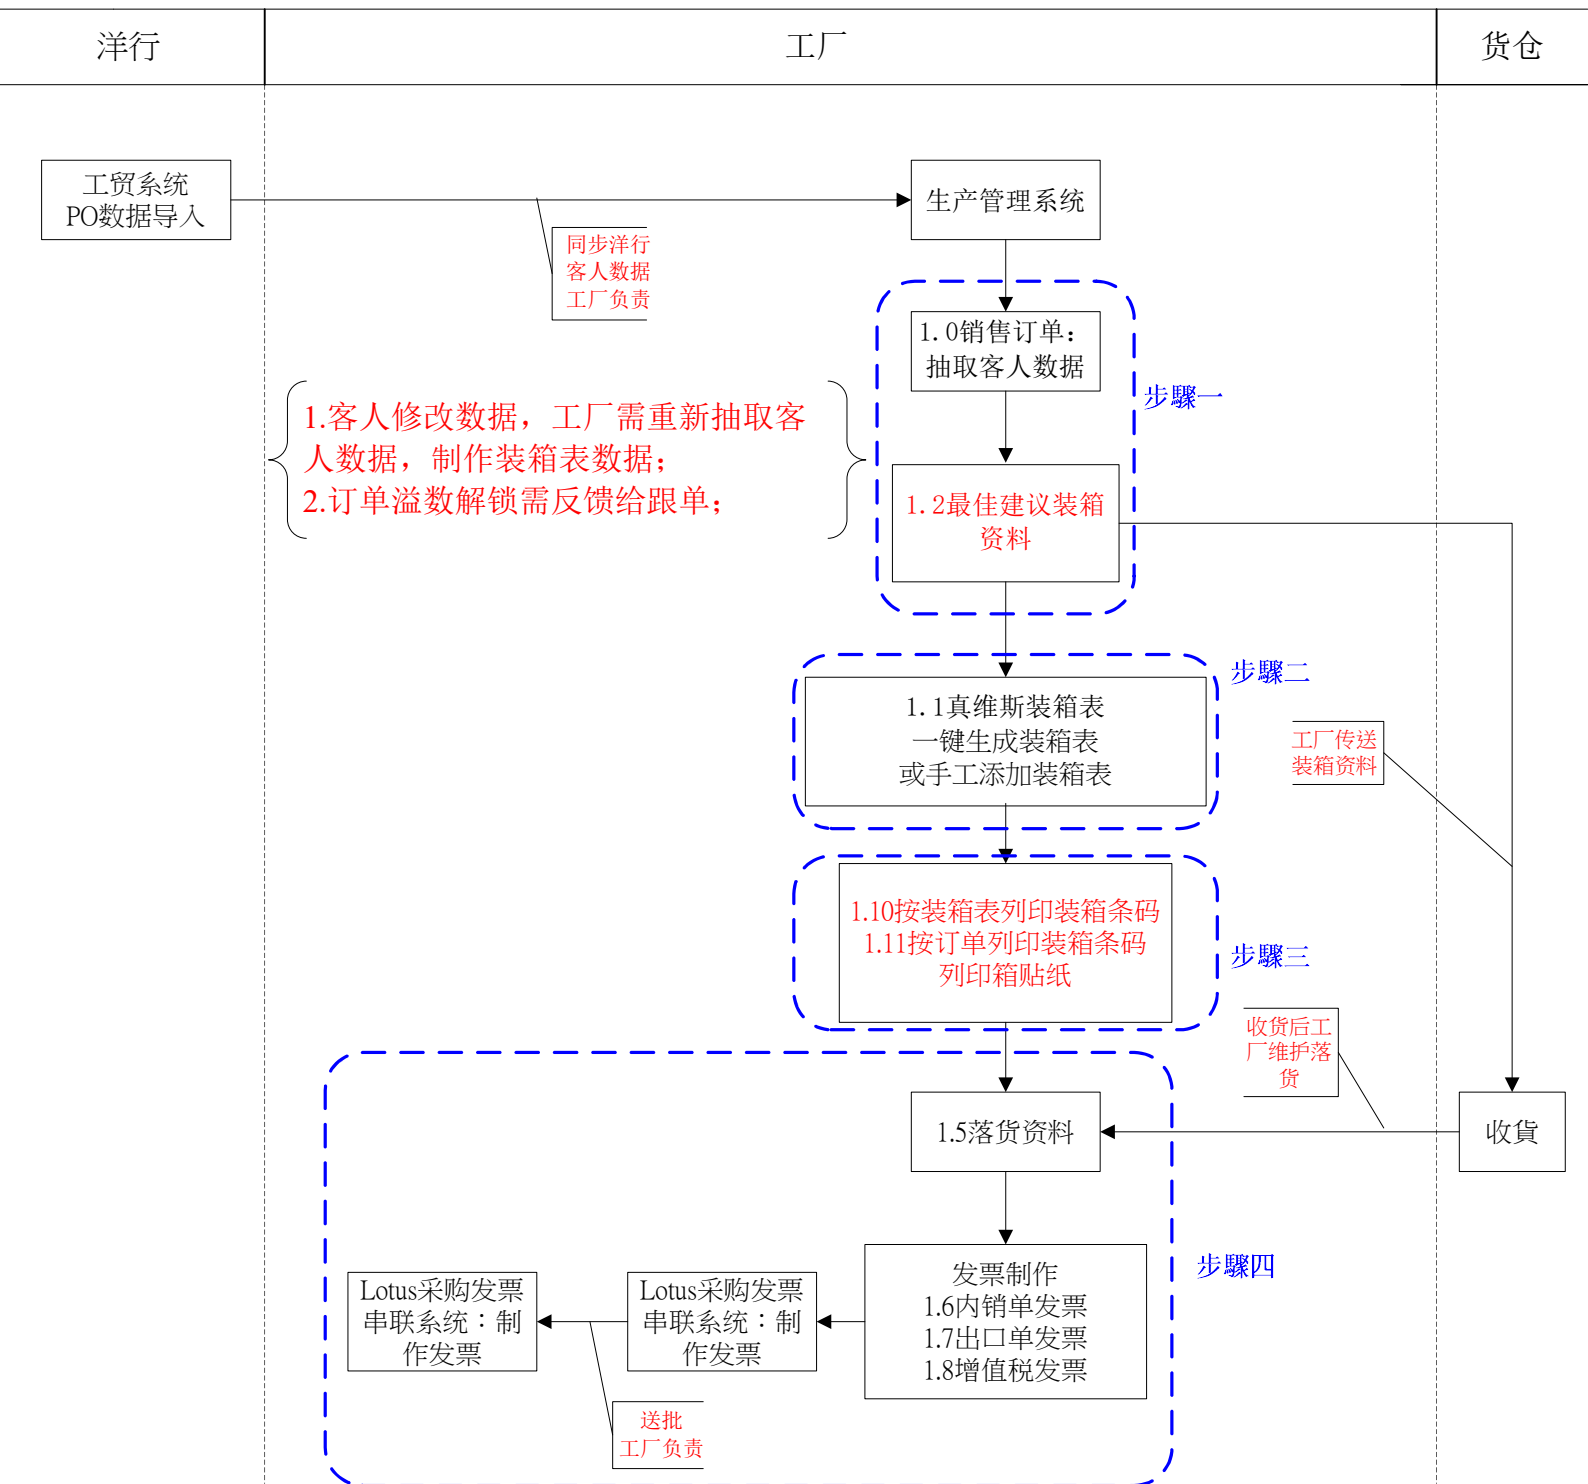 洋行
工厂
货仓
工贸系统
PO数据导入
生产管理系统
同步洋行
客人数据
工厂负责
1.0销售订单：
抽取客人数据
步驟一
1.客人修改数据，工厂需重新抽取客
人数据，制作装箱表数据；
2.订单溢数解锁需反馈给跟单；
1.2最佳建议装箱
资料
步驟二
1.1真维斯装箱表
一键生成装箱表
或手工添加装箱表
工厂传送
装箱资料
1.10按装箱表列印装箱条码
1.11按订单列印装箱条码
列印箱贴纸
步驟三
收货后工
厂维护落
货
1.5落货资料
收貨
步驟四
发票制作
1.6内销单发票
1.7出口单发票
1.8增值税发票
Lotus采购发票
串联系统：制
作发票
Lotus采购发票
串联系统：制
作发票
送批
工厂负责